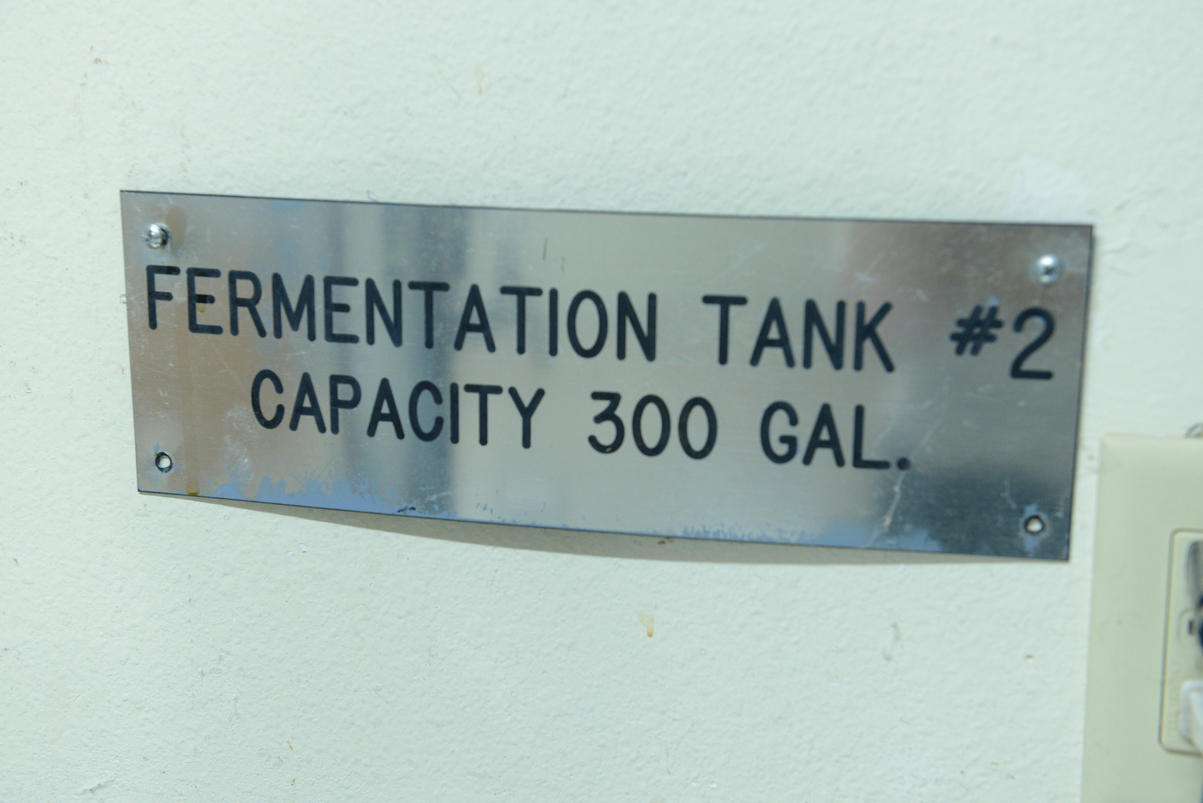 FERMENTATION TANK #2
CAPACITY 300 GAL.